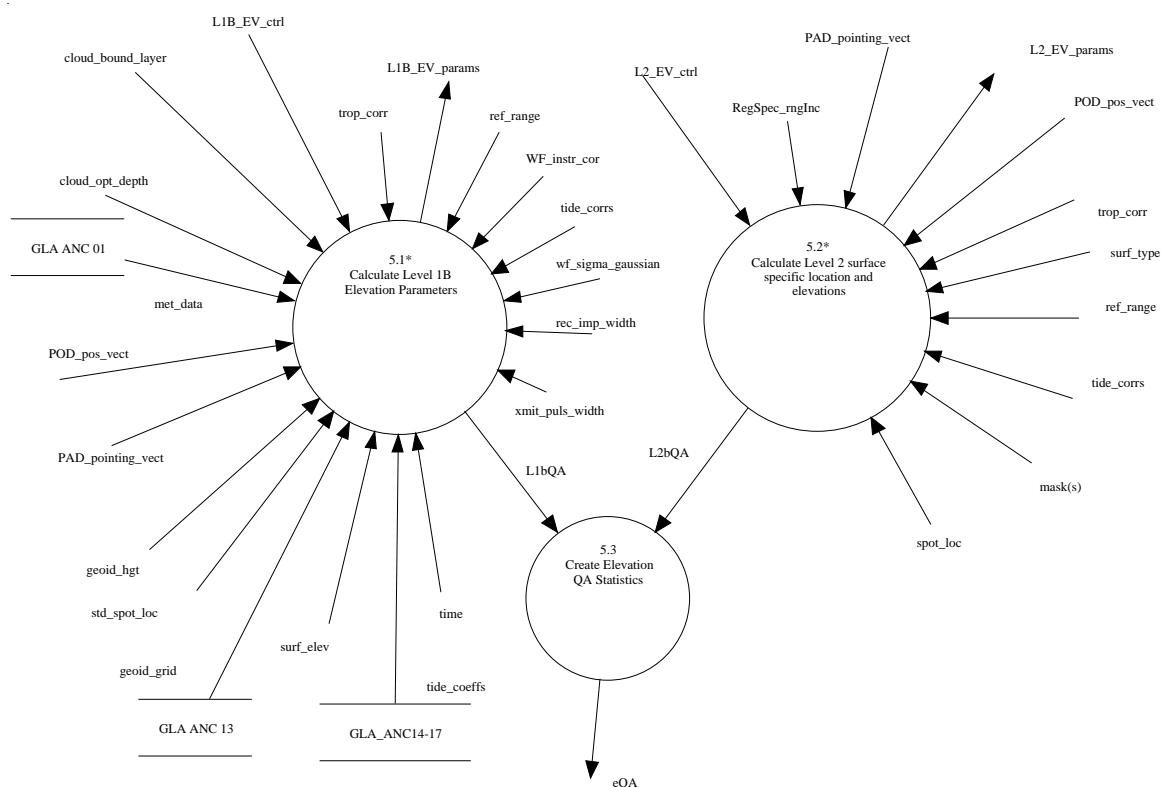 L1B_EV_ctrl
cloud_bound_layer
L1B_EV_params
trop_corr
ref_range
WF_instr_cor
cloud_opt_depth
tide_corrs
GLA ANC 01
wf_sigma_gaussian
met_data
rec_imp_width
POD_pos_vect
xmit_puls_width
PAD_pointing_vect
5.1*
Calculate Level 1B
Elevation Parameters
geoid_hgt
std_spot_loc
geoid_grid
GLA ANC 13
surf_elev
tide_coeffs
GLA_ANC14-17
time
L1bQA
PAD_pointing_vect
L2_EV_params
L2_EV_ctrl
RegSpec_rngInc
POD_pos_vect
trop_corr
surf_type
5.2*
Calculate Level 2 surface
specific location and
elevations
ref_range
tide_corrs
mask(s)
spot_loc
L2bQA
5.3
Create Elevation
QA Statistics
eQA